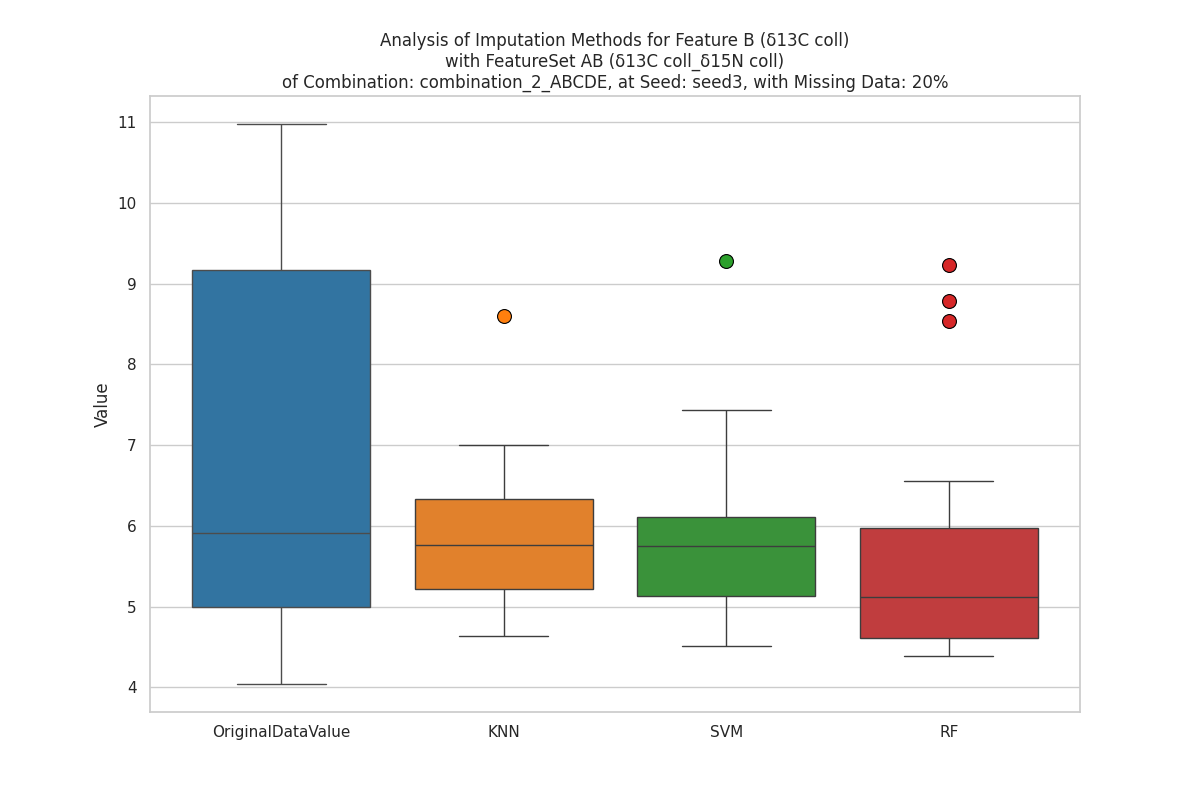 Analysis of Imputation Methods for Feature B (δ13C coll)
with FeatureSet AB (δ13C coll_δ15N coll)
of Combination: combination_2_ABCDE, at Seed: seed3, with Missing Data: 20%
11
10
9
8
7
6
5
4
Value
OriginalDataValue
KNN
SVM
RF